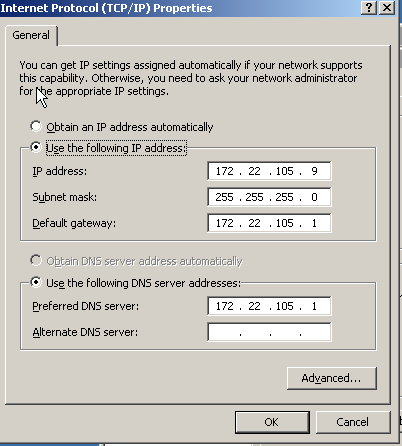 Internet Protocol (TCP/IP) Properties
General
You can get IP settings assigned automatically if your network supports
this capability. Otherwise, you need to ask your network administrator
for the appropriate IP settings.
Obtain an IP address automatically
Use the following IP address:
IP address: 172 . 22 . 105 . 9
Subnet mask: 255 . 255 . 255 . 0
Default gateway: 172 . 22 . 105 . 1
Obtain DNS server address automatically
Use the following DNS server addresses:
Preferred DNS server: 172 . 22 . 105 . 1
Alternate DNS server: . . .
Advanced...
OK Cancel